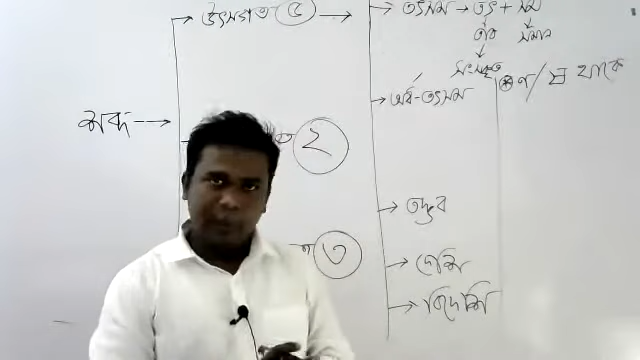 উৎসগত ৫ → তৎসম → তৎ + সম
তার সমান
সংস্কৃত
ণ / ষ থাকে
অর্ধ-তৎসম
শব্দ → ২
তদ্ভব
৩
দেশি
বিদেশি